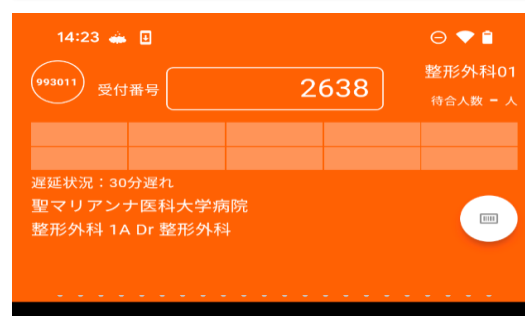 14:23
整形外科01
993011
受付番号
2638
待合人数 - 人
遅延状況：30分遅れ
聖マリアンナ医科大学病院
整形外科 1A Dr 整形外科